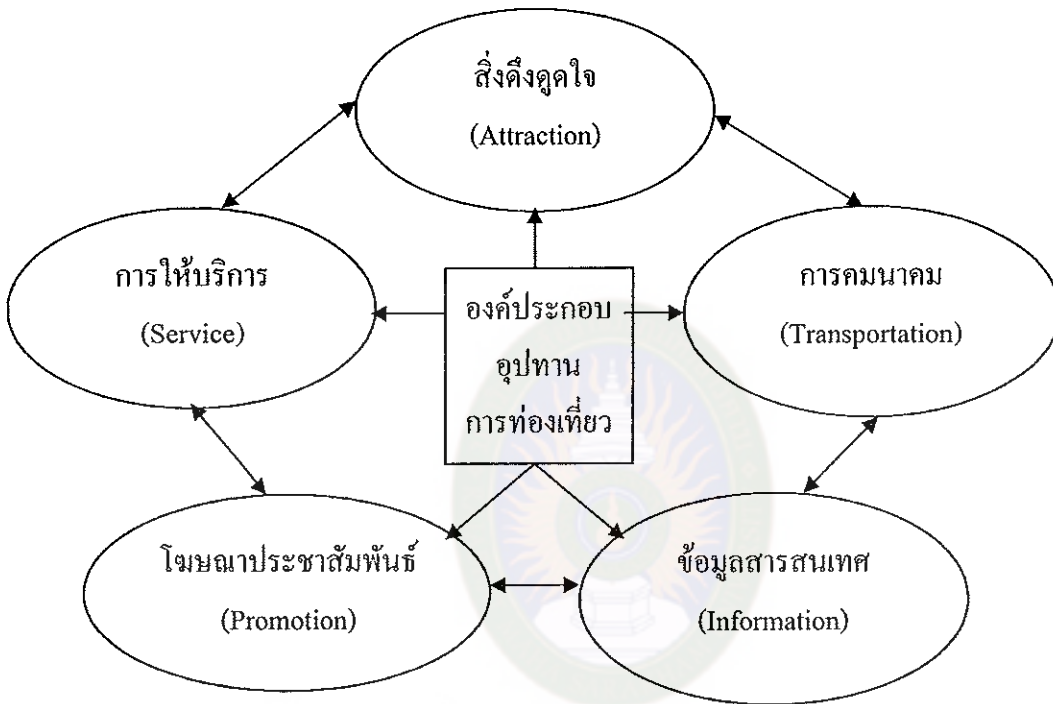 สิ่งดึงดูดใจ
(Attraction)
การให้บริการ
(Service)
องค์ประกอบ
อุปทาน
การท่องเที่ยว
การคมนาคม
(Transportation)
โฆษณาประชาสัมพันธ์
(Promotion)
ข้อมูลสารสนเทศ
(Information)